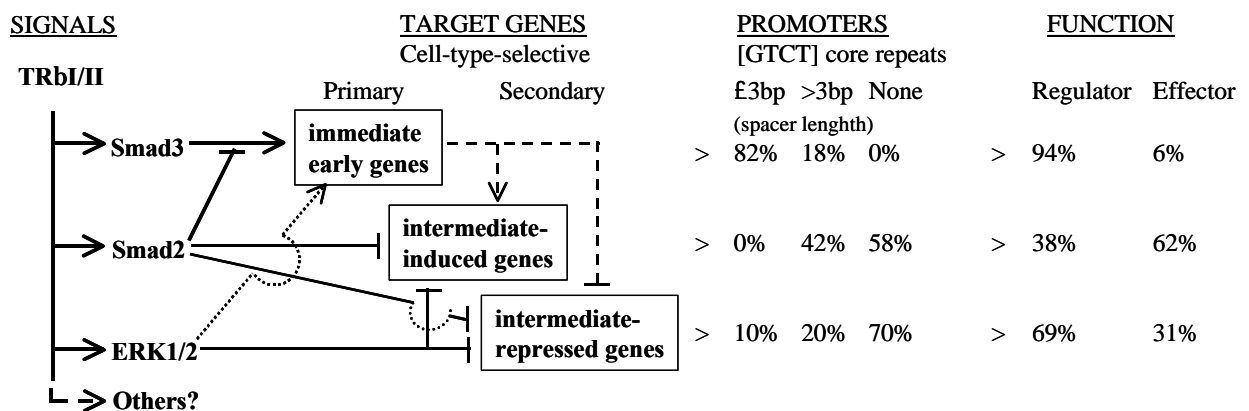 SIGNALS TARGET GENES PROMOTERS FUNCTION
Cell-type-selective [GTCT] core repeats
TRbI/II
Primary Secondary £3bp >3bp None Regulator Effector
(spacer lenghth)
Smad3 immediate > 82% 18% 0% > 94% 6%
early genes
Smad2 intermediate- > 0% 42% 58% > 38% 62%
induced genes
ERK1/2 intermediate- > 10% 20% 70% > 69% 31%
repressed genes
Others?